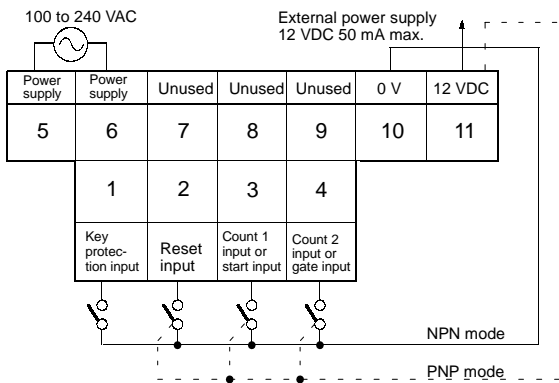 100 to 240 VAC
External power supply
12 VDC 50 mA max.
Power
supply
Power
supply
Unused
Unused
Unused
0 V
12 VDC
5
6
7
8
9
10
11
1
2
3
4
Key
protec-
tion input
Reset
input
Count 1
input or
start input
Count 2
input or
gate input
NPN mode
PNP mode